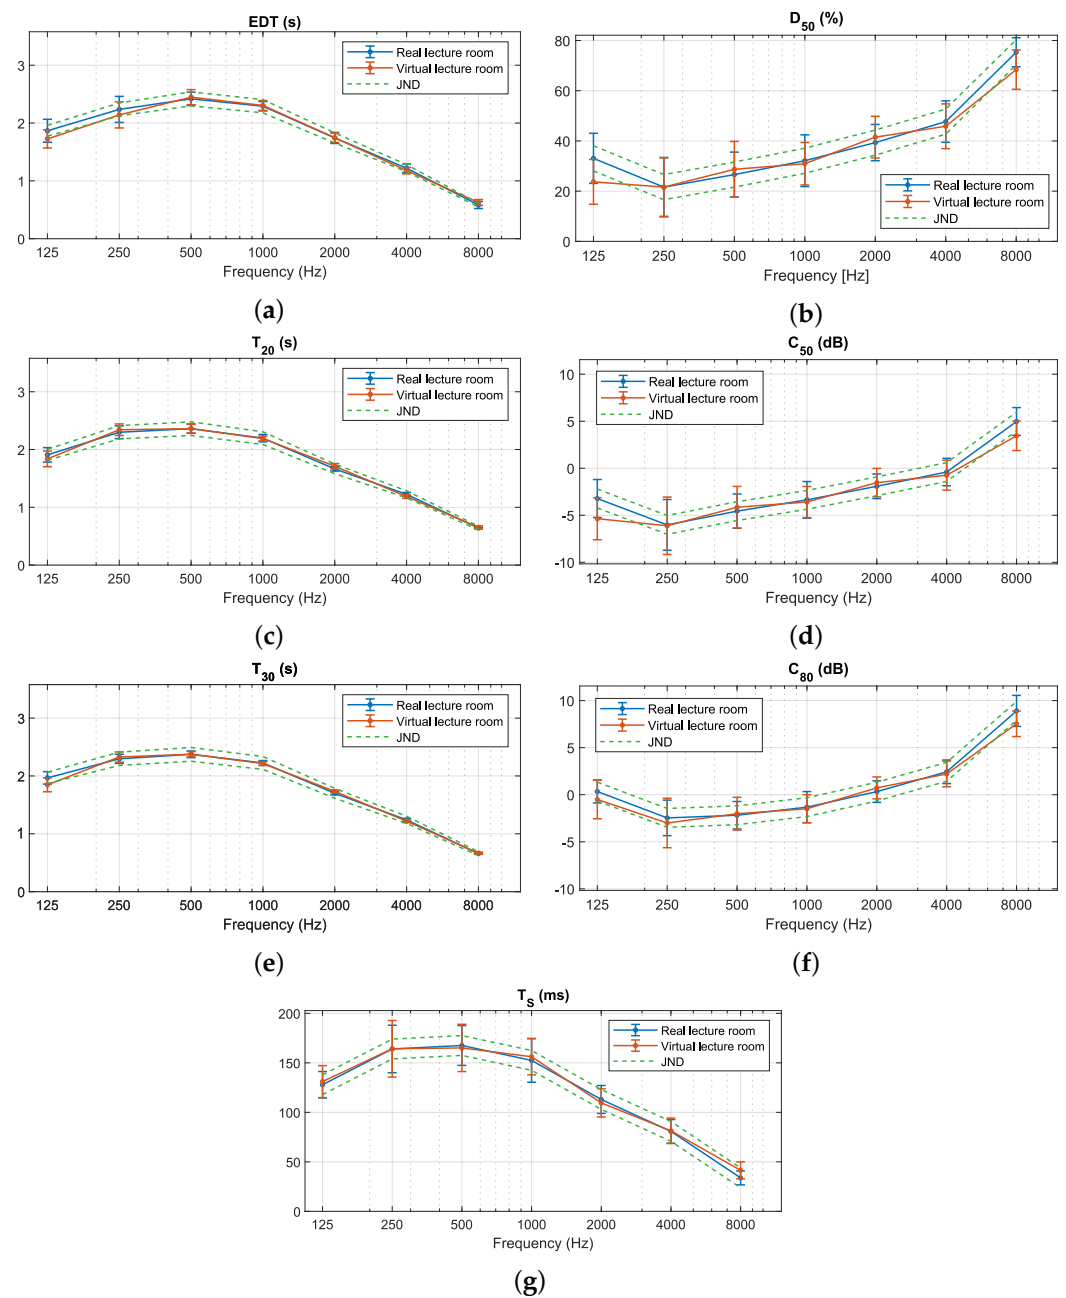 EDT (s)
Real lecture room
Virtual lecture room
JND
3
2
1
0
125 250 500 1000 2000 4000 8000
Frequency (Hz)
(a)
D50 (%)
80
60
40
20
0
Real lecture room
Virtual lecture room
JND
125 250 500 1000 2000 4000 8000
Frequency [Hz]
(b)
T20 (s)
Real lecture room
Virtual lecture room
JND
3
2
1
0
125 250 500 1000 2000 4000 8000
Frequency (Hz)
(c)
C50 (dB)
Real lecture room
Virtual lecture room
JND
10
5
0
-5
-10
125 250 500 1000 2000 4000 8000
Frequency (Hz)
(d)
T30 (s)
Real lecture room
Virtual lecture room
JND
3
2
1
0
125 250 500 1000 2000 4000 8000
Frequency (Hz)
(e)
C80 (dB)
Real lecture room
Virtual lecture room
JND
10
5
0
-5
-10
125 250 500 1000 2000 4000 8000
Frequency (Hz)
(f)
TS (ms)
Real lecture room
Virtual lecture room
JND
200
150
100
50
0
125 250 500 1000 2000 4000 8000
Frequency (Hz)
(g)